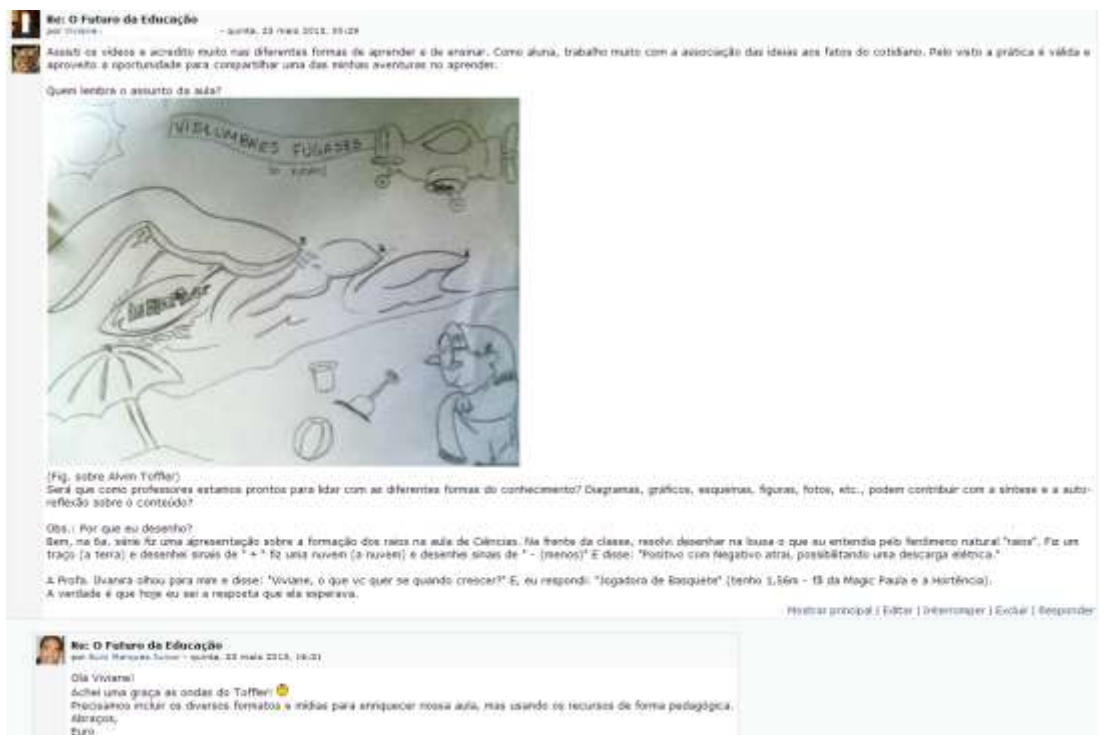 Re: O Futuro da Educação
por Viviane - quinta, 23 maio 2013, 05:29
Assisti os vídeos e acredito muito nas diferentes formas de aprender e de ensinar. Como aluna, trabalho muito com a associação das ideias aos fatos do cotidiano. Pelo visto a prática é válida e
aproveito a oportunidade para compartilhar uma das minhas aventuras no aprender.
Quem lembra o assunto da aula?
VISLUMBRES FUGASES
(Fig. sobre Alvin Toffler)
Será que como professores estamos prontos para lidar com as diferentes formas do conhecimento? Diagramas, gráficos, esquemas, figuras, fotos, etc., podem contribuir com a síntese e a auto-
reflexão sobre o conteúdo?
Obs.: Por que eu desenho?
Bem, na 6a. série fiz uma apresentação sobre a formação dos raios na aula de Ciências. Na frente da classe, resolvi desenhar na lousa o que eu entendia pelo fenômeno natural "raios". Fiz um
traço (a terra) e desenhei sinais de " + " fiz uma nuvem (a nuvem) e desenhei sinais de " - (menos)" E disse: "Positivo com Negativo atrai, possibilitando uma descarga elétrica."
A Profa. olhou para mim e disse: "Viviane, o que vc quer se quando crescer?" E, eu respondi: "Jogadora de Basquete" (tenho 1,56m - fã da Magic Paula e a Hortência).
A verdade é que hoje eu sei a resposta que ela esperava.
Mostrar principal | Editar | Interromper | Excluir | Responder
Re: O Futuro da Educação
por Marques Junior - quinta, 23 maio 2013,
Olá Viviane!
Achei uma graça as ondas do Toffler!
Precisamos incluir os diversos formatos e mídias para enriquecer nossa aula, mas usando os recursos de forma pedagógica.
Abraços,